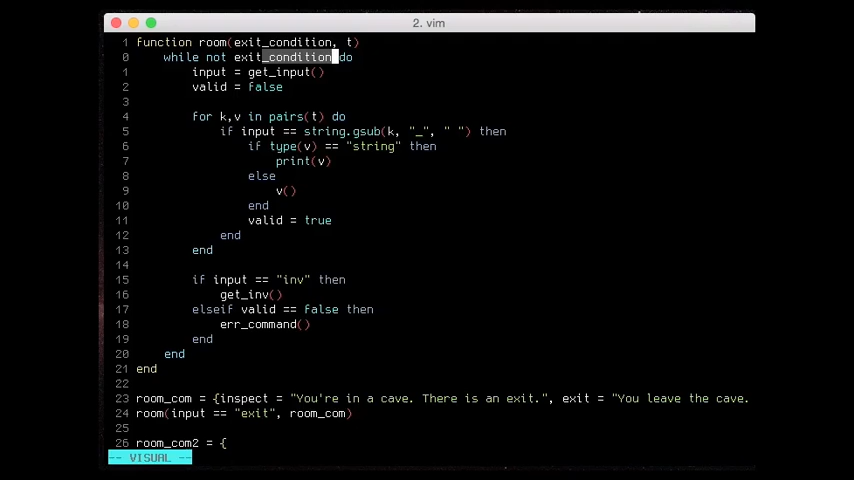 2. vim
1 function room(exit_condition, t)
0 while not exit_condition do
1 input = get_input()
2 valid = false
3
4 for k,v in pairs(t) do
5 if input == string.gsub(k, "_", " ") then
6 if type(v) == "string" then
7 print(v)
8 else
9 v()
10 end
11 valid = true
12 end
13 end
14
15 if input == "inv" then
16 get_inv()
17 elseif valid == false then
18 err_command()
19 end
20 end
21 end
22
23 room_com = {inspect = "You're in a cave. There is an exit.", exit = "You leave the cave.
24 room(input == "exit", room_com)
25
26 room_com2 = {
-- VISUAL --